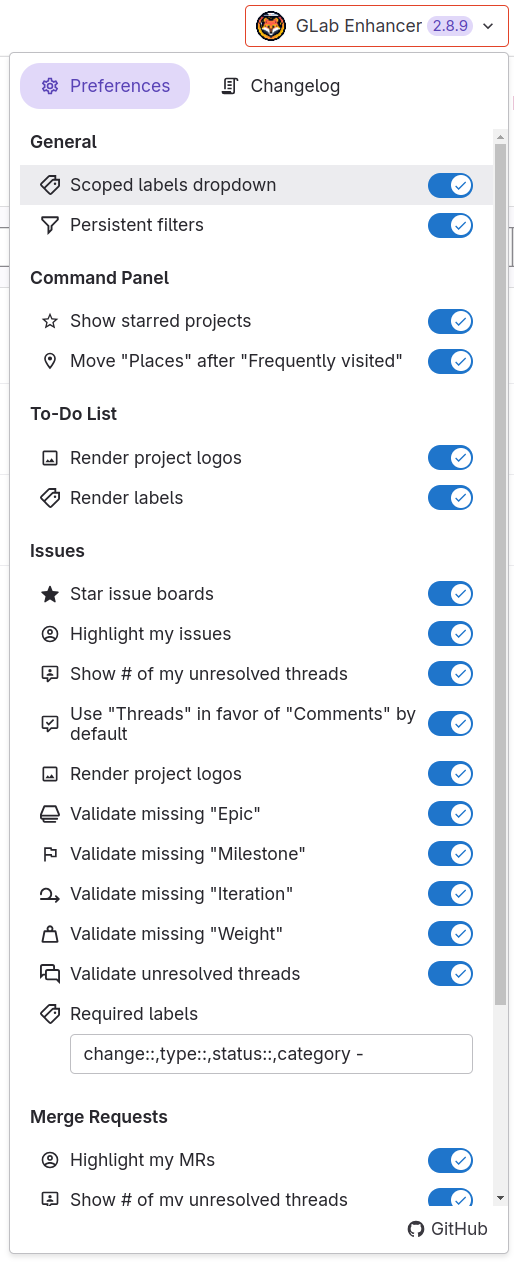 GLab Enhancer 2.8.9
Preferences Changelog
General
Scoped labels dropdown
Persistent filters
Command Panel
Show starred projects
Move "Places" after "Frequently visited"
To-Do List
Render project logos
Render labels
Issues
Star issue boards
Highlight my issues
Show # of my unresolved threads
Use "Threads" in favor of "Comments" by
default
Render project logos
Validate missing "Epic"
Validate missing "Milestone"
Validate missing "Iteration"
Validate missing "Weight"
Validate unresolved threads
Required labels
change::,type::,status::,category -
Merge Requests
Highlight my MRs
Show # of my unresolved threads
GitHub